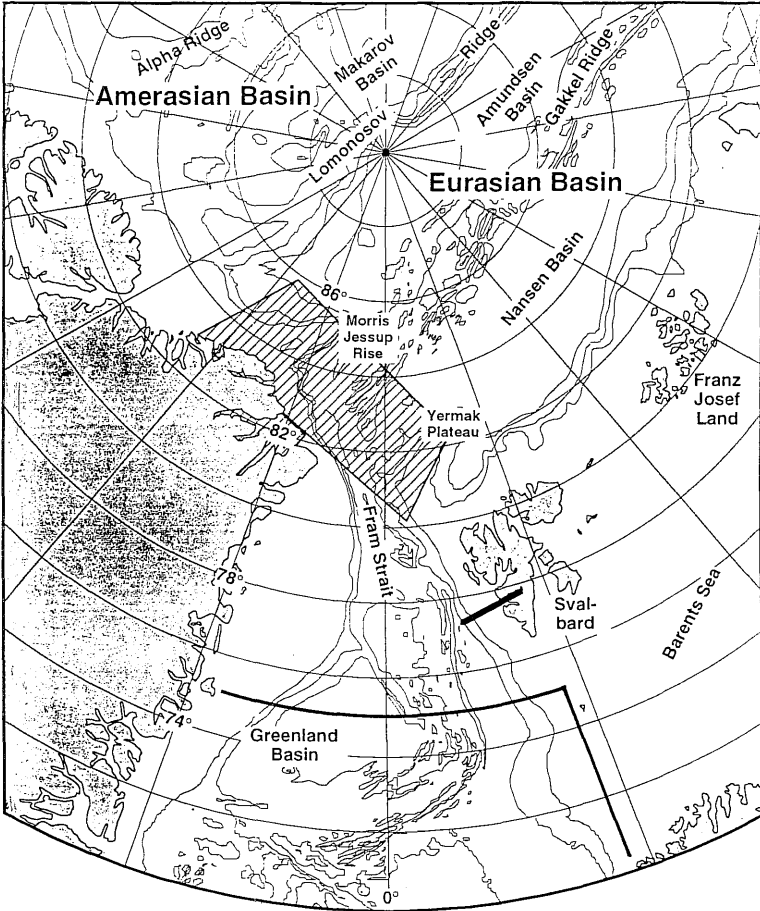 Alpha Ridge
Makarov
Basin
Ridge
Amundsen
Basin
Gakkel Ridge
Amerasian Basin
Lomonosov
Eurasian Basin
Nansen Basin
86°
Morris
Jessup
Rise
Franz
Josef
Land
Yermak
Plateau
82°
Fram Strait
78°
Sval-
bard
Barents Sea
74°
Greenland
Basin
0°